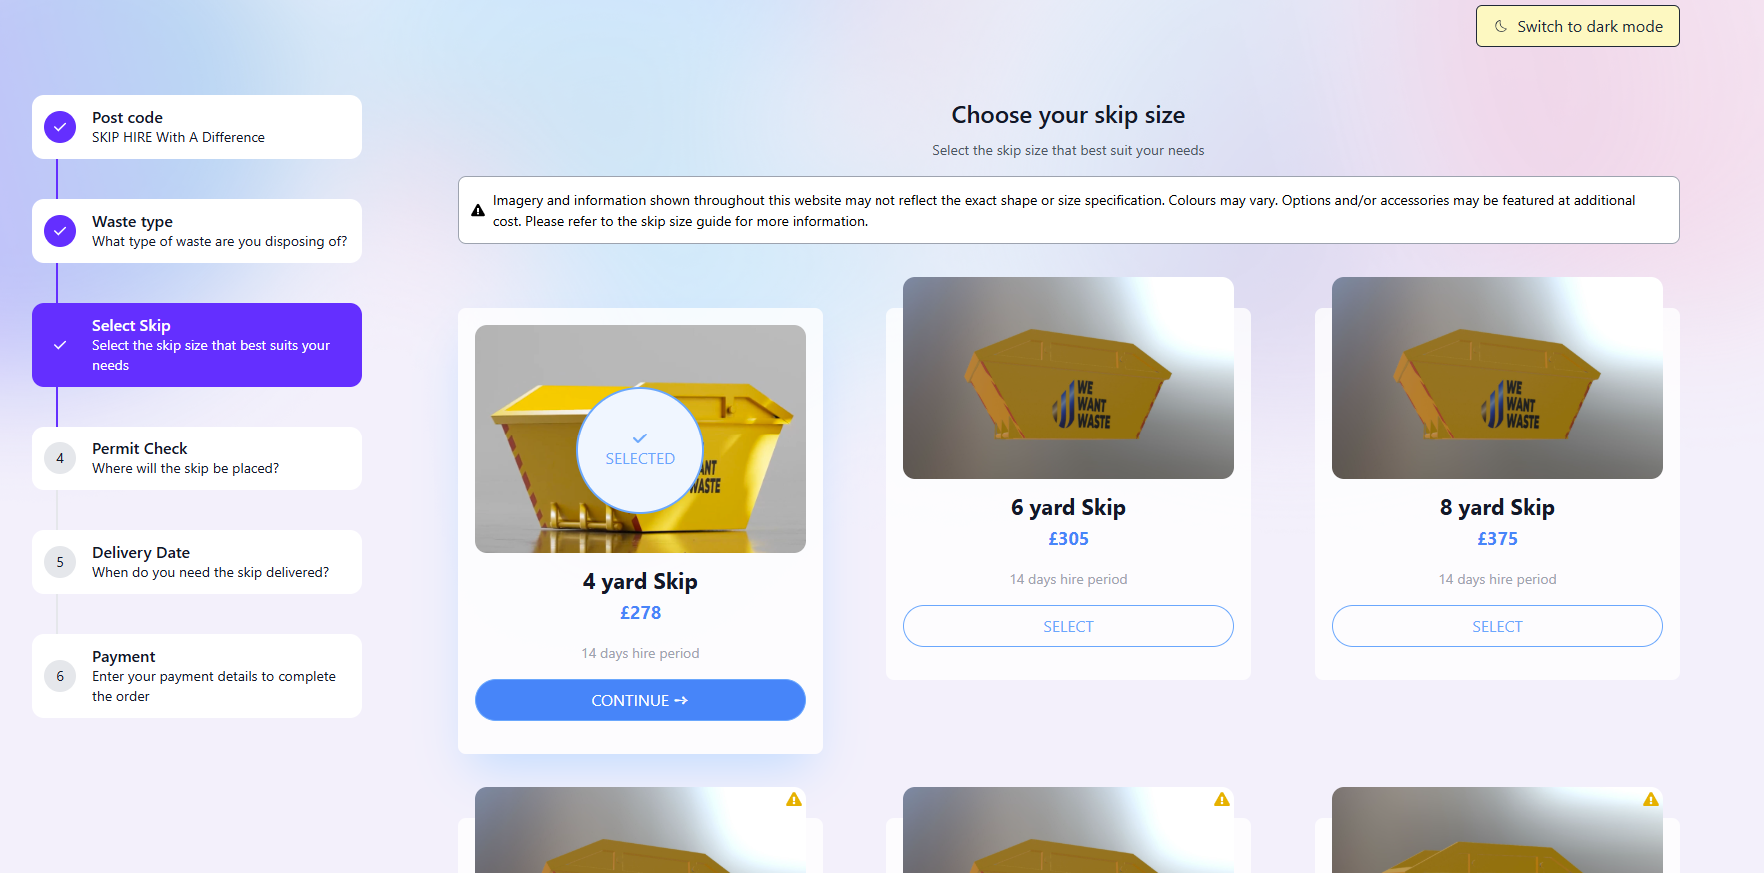 Switch to dark mode
Post code
SKIP HIRE With A Difference
Waste type
What type of waste are you disposing of?
Select Skip
Select the skip size that best suits your
needs
4
Permit Check
Where will the skip be placed?
5
Delivery Date
When do you need the skip delivered?
6
Payment
Enter your payment details to complete
the order
Choose your skip size
Select the skip size that best suit your needs
Imagery and information shown throughout this website may not reflect the exact shape or size specification. Colours may vary. Options and/or accessories may be featured at additional
cost. Please refer to the skip size guide for more information.
SELECTED
ANT
WASTE
4 yard Skip
£278
14 days hire period
CONTINUE
WE
WANT
WASTE
6 yard Skip
£305
14 days hire period
SELECT
WE
WANT
WASTE
8 yard Skip
£375
14 days hire period
SELECT